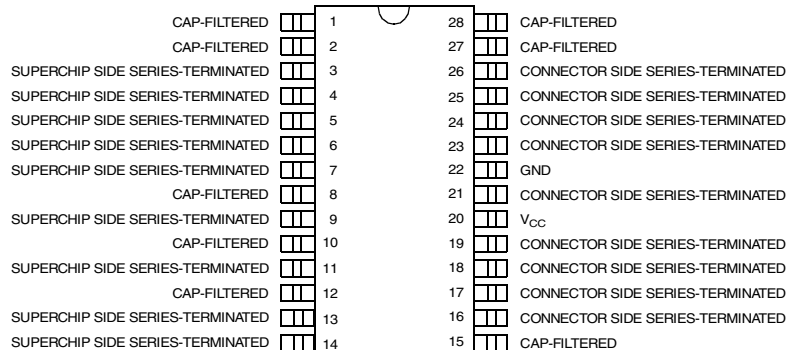 CAP-FILTERED 1 28 CAP-FILTERED
CAP-FILTERED 2 27 CAP-FILTERED
SUPERCHIP SIDE SERIES-TERMINATED 3 26 CONNECTOR SIDE SERIES-TERMINATED
SUPERCHIP SIDE SERIES-TERMINATED 4 25 CONNECTOR SIDE SERIES-TERMINATED
SUPERCHIP SIDE SERIES-TERMINATED 5 24 CONNECTOR SIDE SERIES-TERMINATED
SUPERCHIP SIDE SERIES-TERMINATED 6 23 CONNECTOR SIDE SERIES-TERMINATED
SUPERCHIP SIDE SERIES-TERMINATED 7 22 GND
CAP-FILTERED 8 21 CONNECTOR SIDE SERIES-TERMINATED
SUPERCHIP SIDE SERIES-TERMINATED 9 20 VCC
CAP-FILTERED 10 19 CONNECTOR SIDE SERIES-TERMINATED
SUPERCHIP SIDE SERIES-TERMINATED 11 18 CONNECTOR SIDE SERIES-TERMINATED
CAP-FILTERED 12 17 CONNECTOR SIDE SERIES-TERMINATED
SUPERCHIP SIDE SERIES-TERMINATED 13 16 CONNECTOR SIDE SERIES-TERMINATED
SUPERCHIP SIDE SERIES-TERMINATED 14 15 CAP-FILTERED